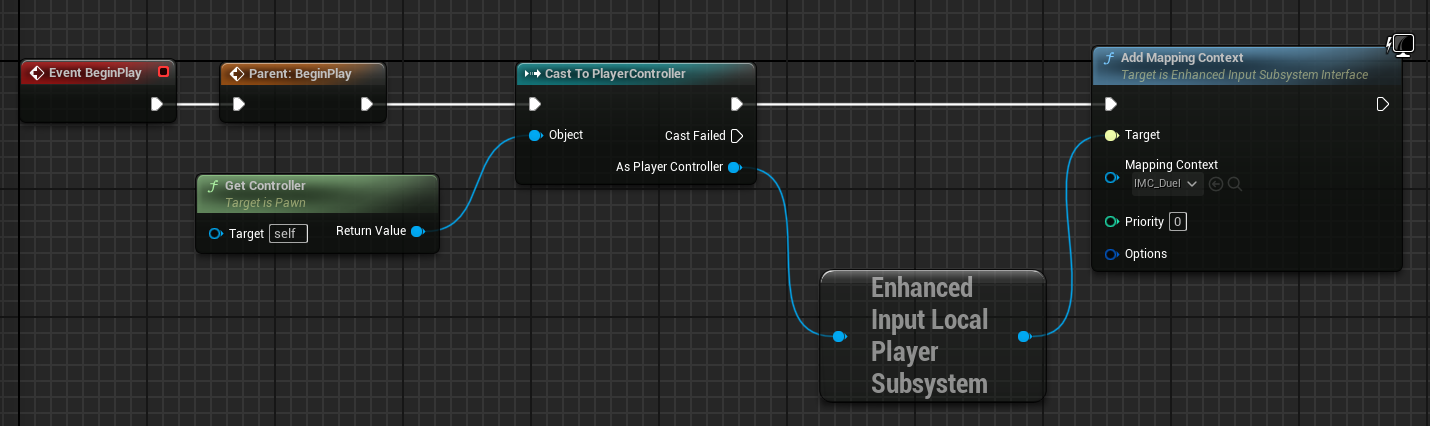 Event BeginPlay
Parent: BeginPlay
Cast To PlayerController
Object
Cast Failed
As Player Controller
Get Controller
Target is Pawn
Target self
Return Value
Enhanced
Input Local
Player
Subsystem
Add Mapping Context
Target is Enhanced Input Subsystem Interface
Target
Mapping Context
IMC_Duel
Priority 0
Options